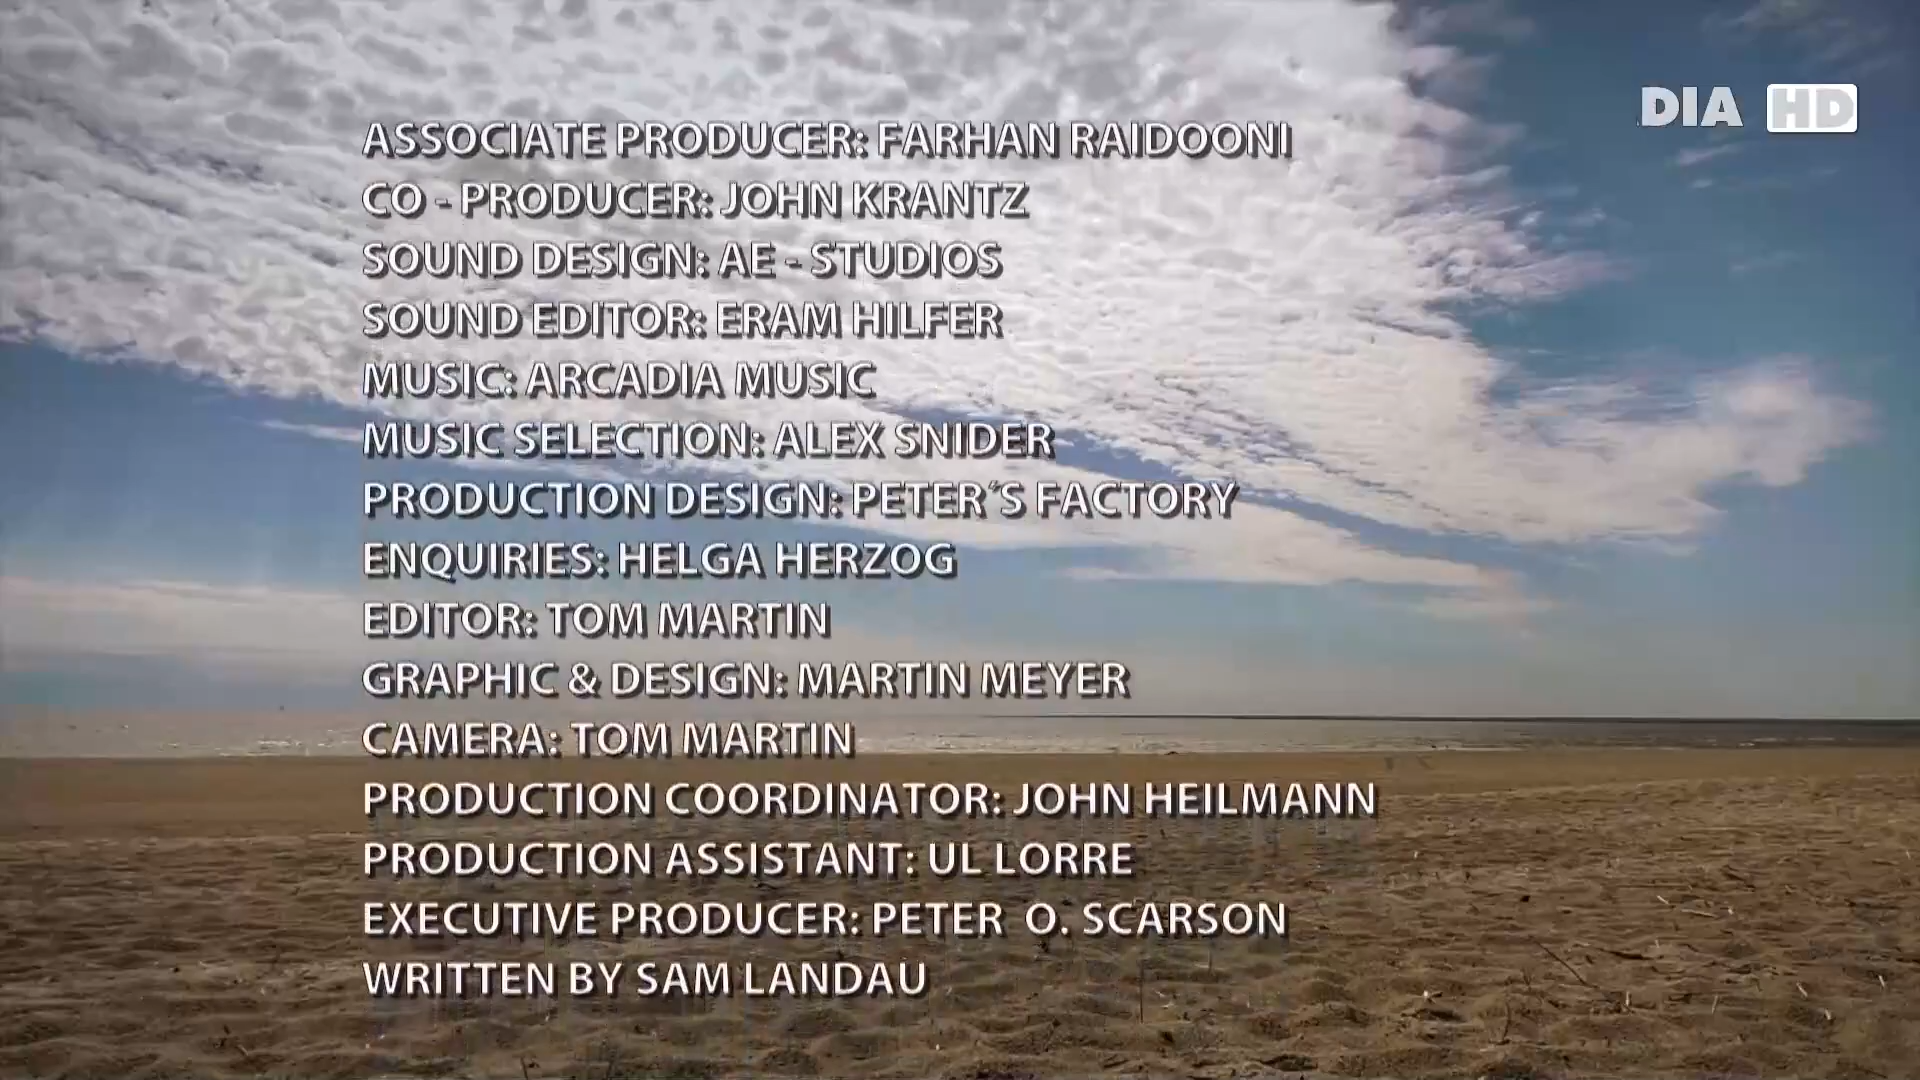 DIA HD
ASSOCIATE PRODUCER: FARHAN RAIDOONI
CO - PRODUCER: JOHN KRANTZ
SOUND DESIGN: AE - STUDIOS
SOUND EDITOR: ERAM HILFER
MUSIC: ARCADIA MUSIC
MUSIC SELECTION: ALEX SNIDER
PRODUCTION DESIGN: PETER´S FACTORY
ENQUIRIES: HELGA HERZOG
EDITOR: TOM MARTIN
GRAPHIC & DESIGN: MARTIN MEYER
CAMERA: TOM MARTIN
PRODUCTION COORDINATOR: JOHN HEILMANN
PRODUCTION ASSISTANT: UL LORRE
EXECUTIVE PRODUCER: PETER  O. SCARSON
WRITTEN BY SAM LANDAU